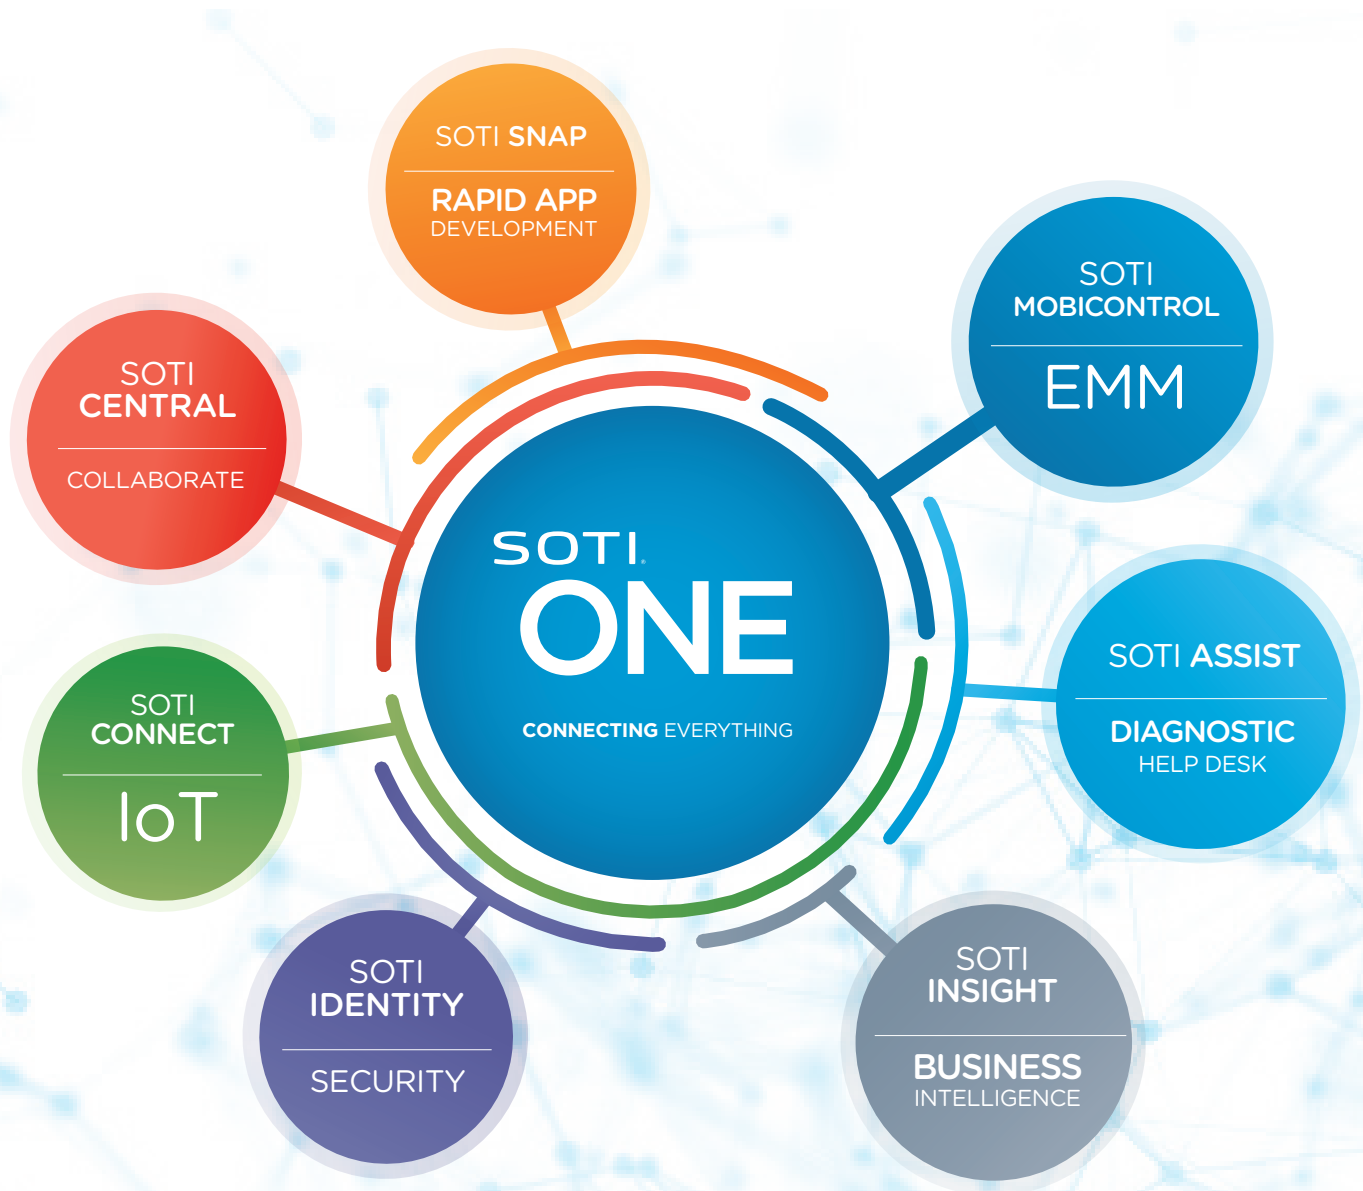 SOTI SNAP
RAPID APP
DEVELOPMENT
SOTI
MOBICONTROL
EMM
SOTI
CENTRAL
COLLABORATE
SOTI
ONE
CONNECTING EVERYTHING
SOTI ASSIST
DIAGNOSTIC
HELP DESK
SOTI
CONNECT
IoT
SOTI
IDENTITY
SECURITY
SOTI
INSIGHT
BUSINESS
INTELLIGENCE